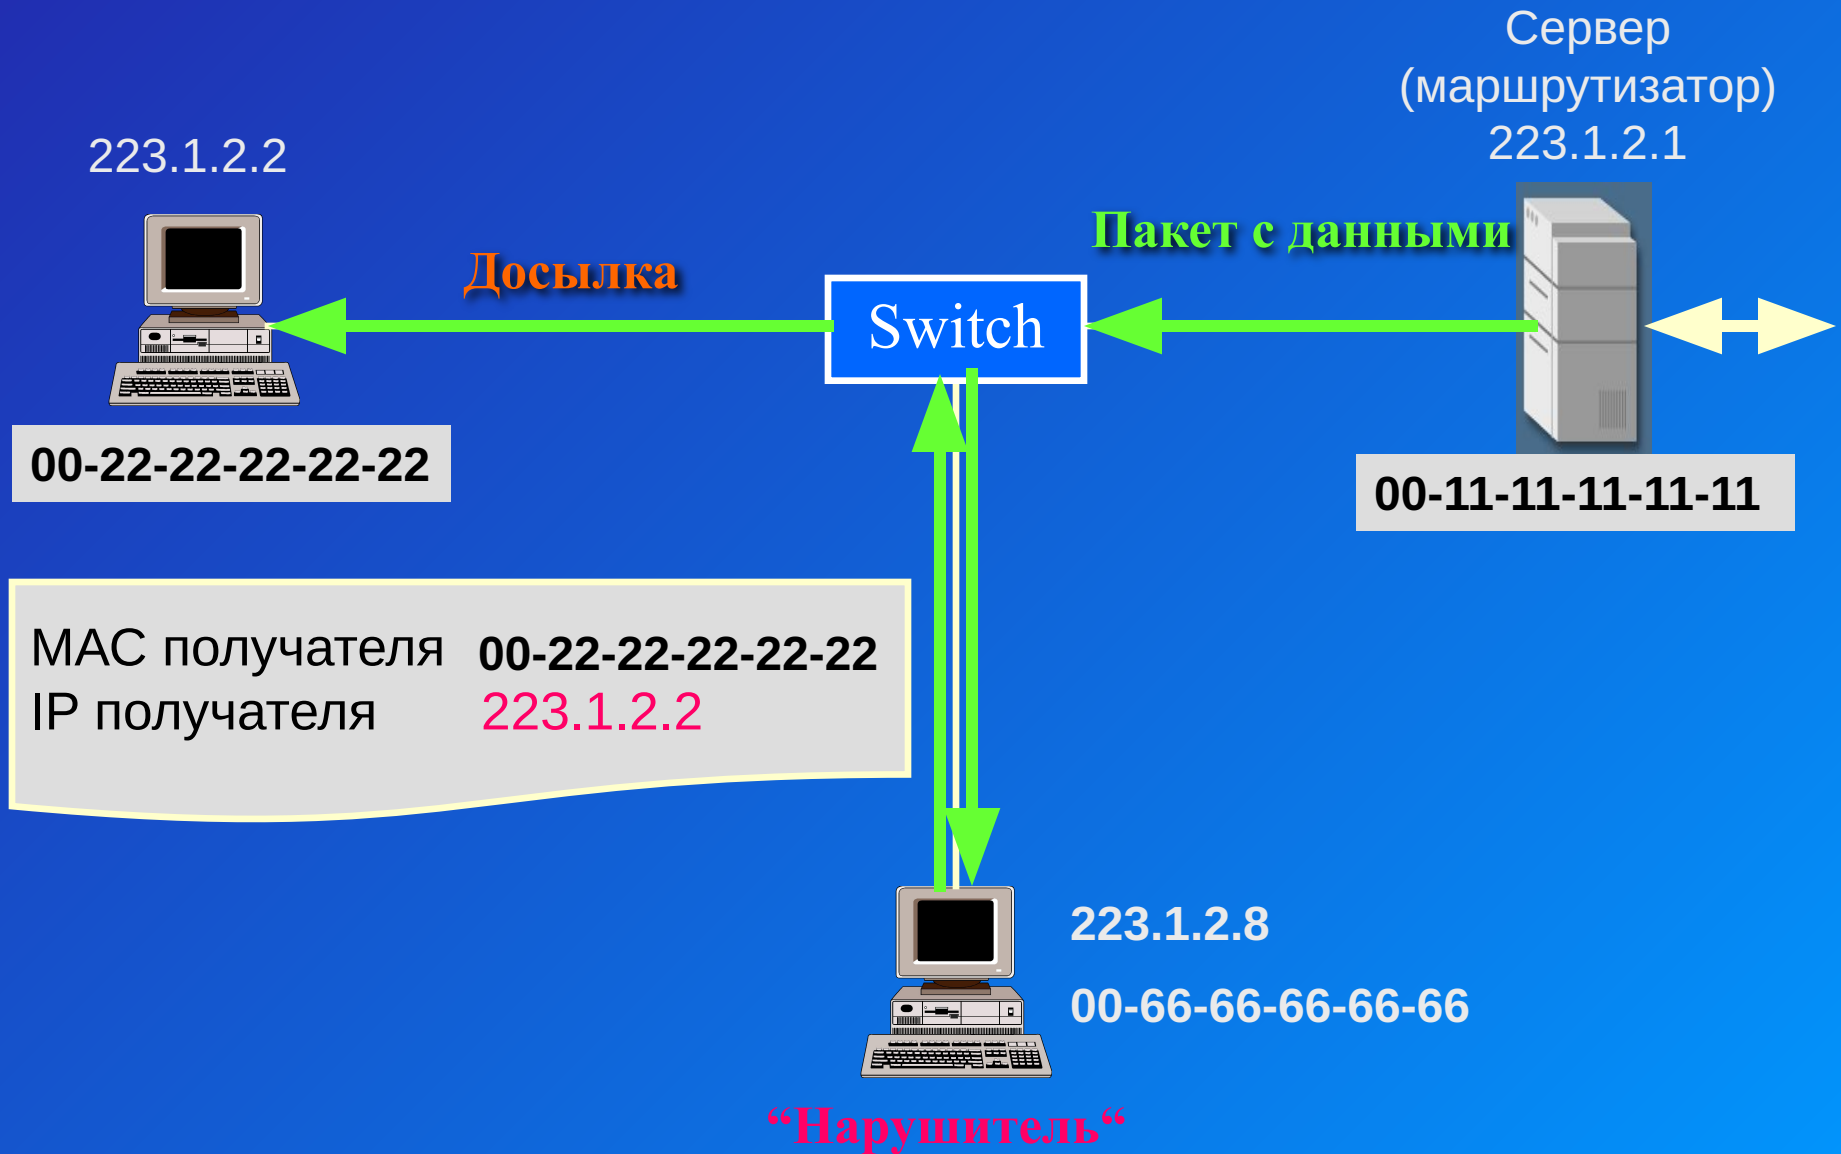 Сервер
(маршрутизатор)
223.1.2.1
223.1.2.2
Пакет с данными
Досылка
Switch
00-22-22-22-22-22
00-11-11-11-11-11
MAC получателя 00-22-22-22-22-22
IP получателя 223.1.2.2
223.1.2.8
00-66-66-66-66-66
“Нарушитель“